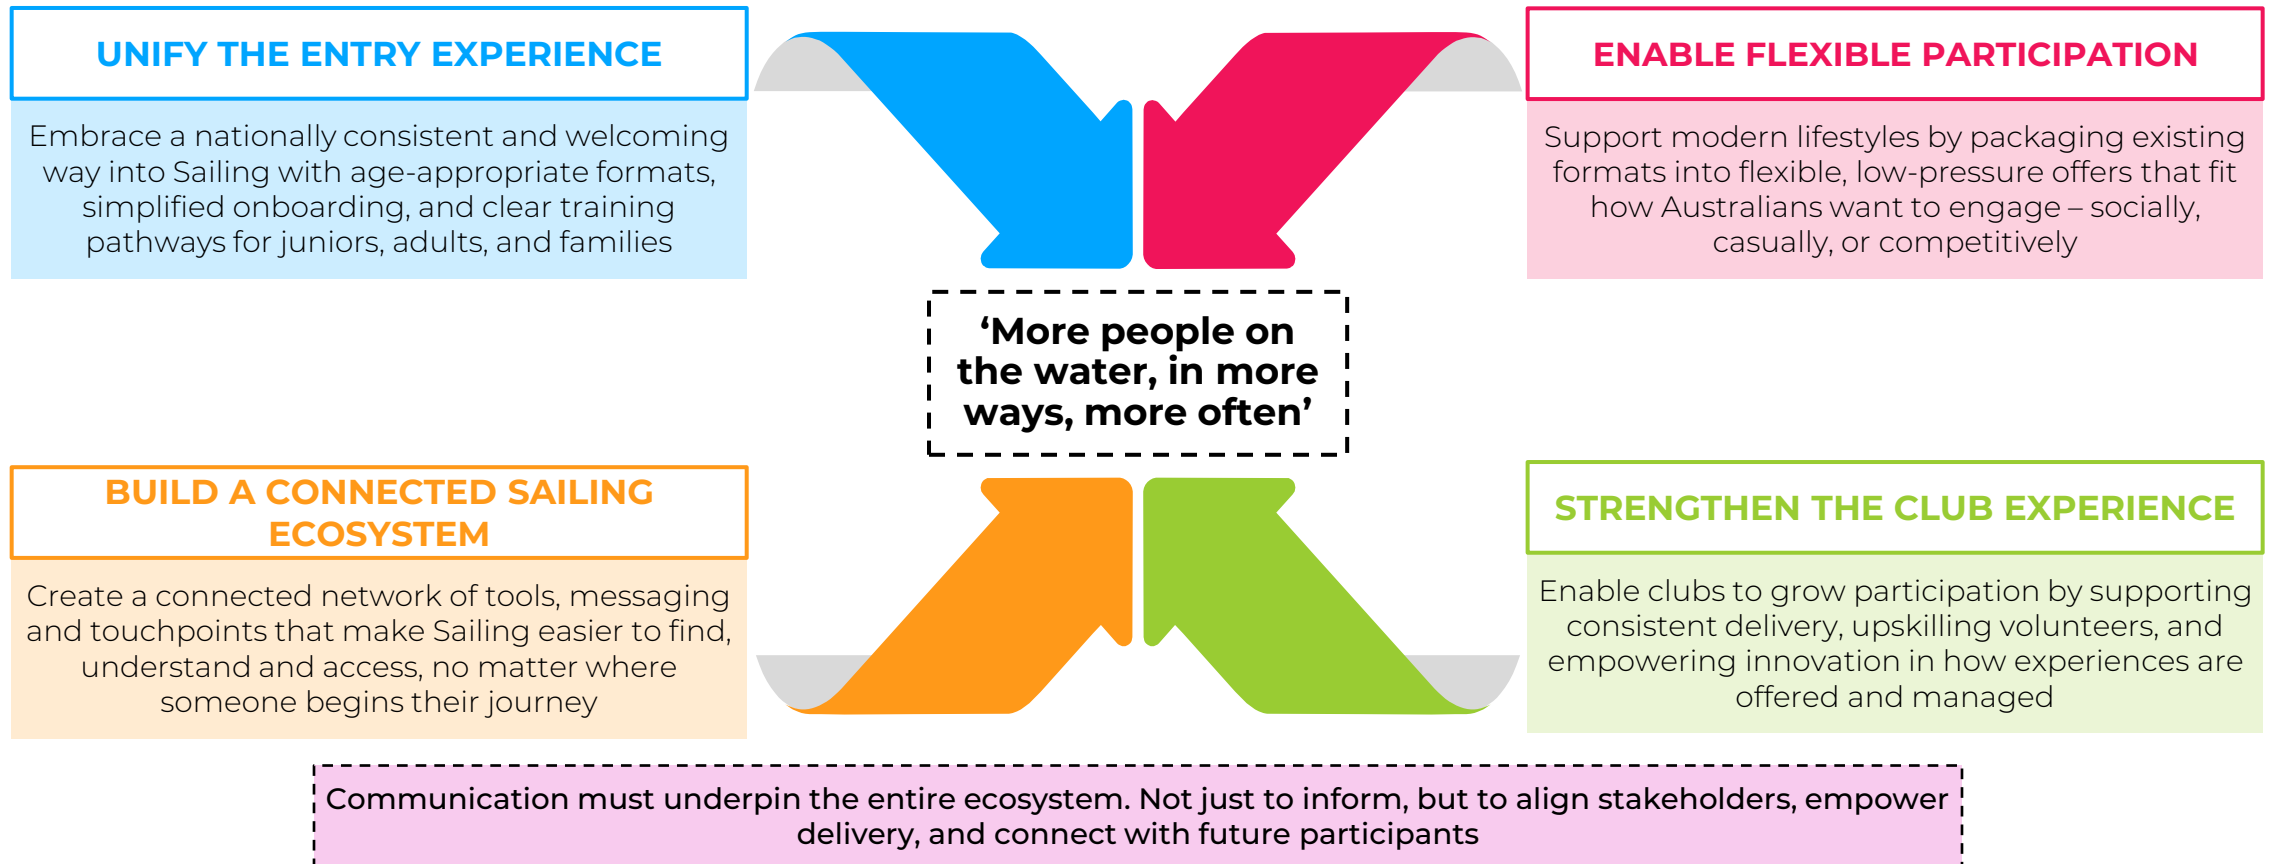 UNIFY THE ENTRY EXPERIENCE
Embrace a nationally consistent and welcoming
way into Sailing with age-appropriate formats,
simplified onboarding, and clear training
pathways for juniors, adults, and families
ENABLE FLEXIBLE PARTICIPATION
Support modern lifestyles by packaging existing
formats into flexible, low-pressure offers that fit
how Australians want to engage – socially,
casually, or competitively
‘More people on
the water, in more
ways, more often’
BUILD A CONNECTED SAILING
ECOSYSTEM
Create a connected network of tools, messaging
and touchpoints that make Sailing easier to find,
understand and access, no matter where
someone begins their journey
STRENGTHEN THE CLUB EXPERIENCE
Enable clubs to grow participation by supporting
consistent delivery, upskilling volunteers, and
empowering innovation in how experiences are
offered and managed
Communication must underpin the entire ecosystem. Not just to inform, but to align stakeholders, empower
delivery, and connect with future participants